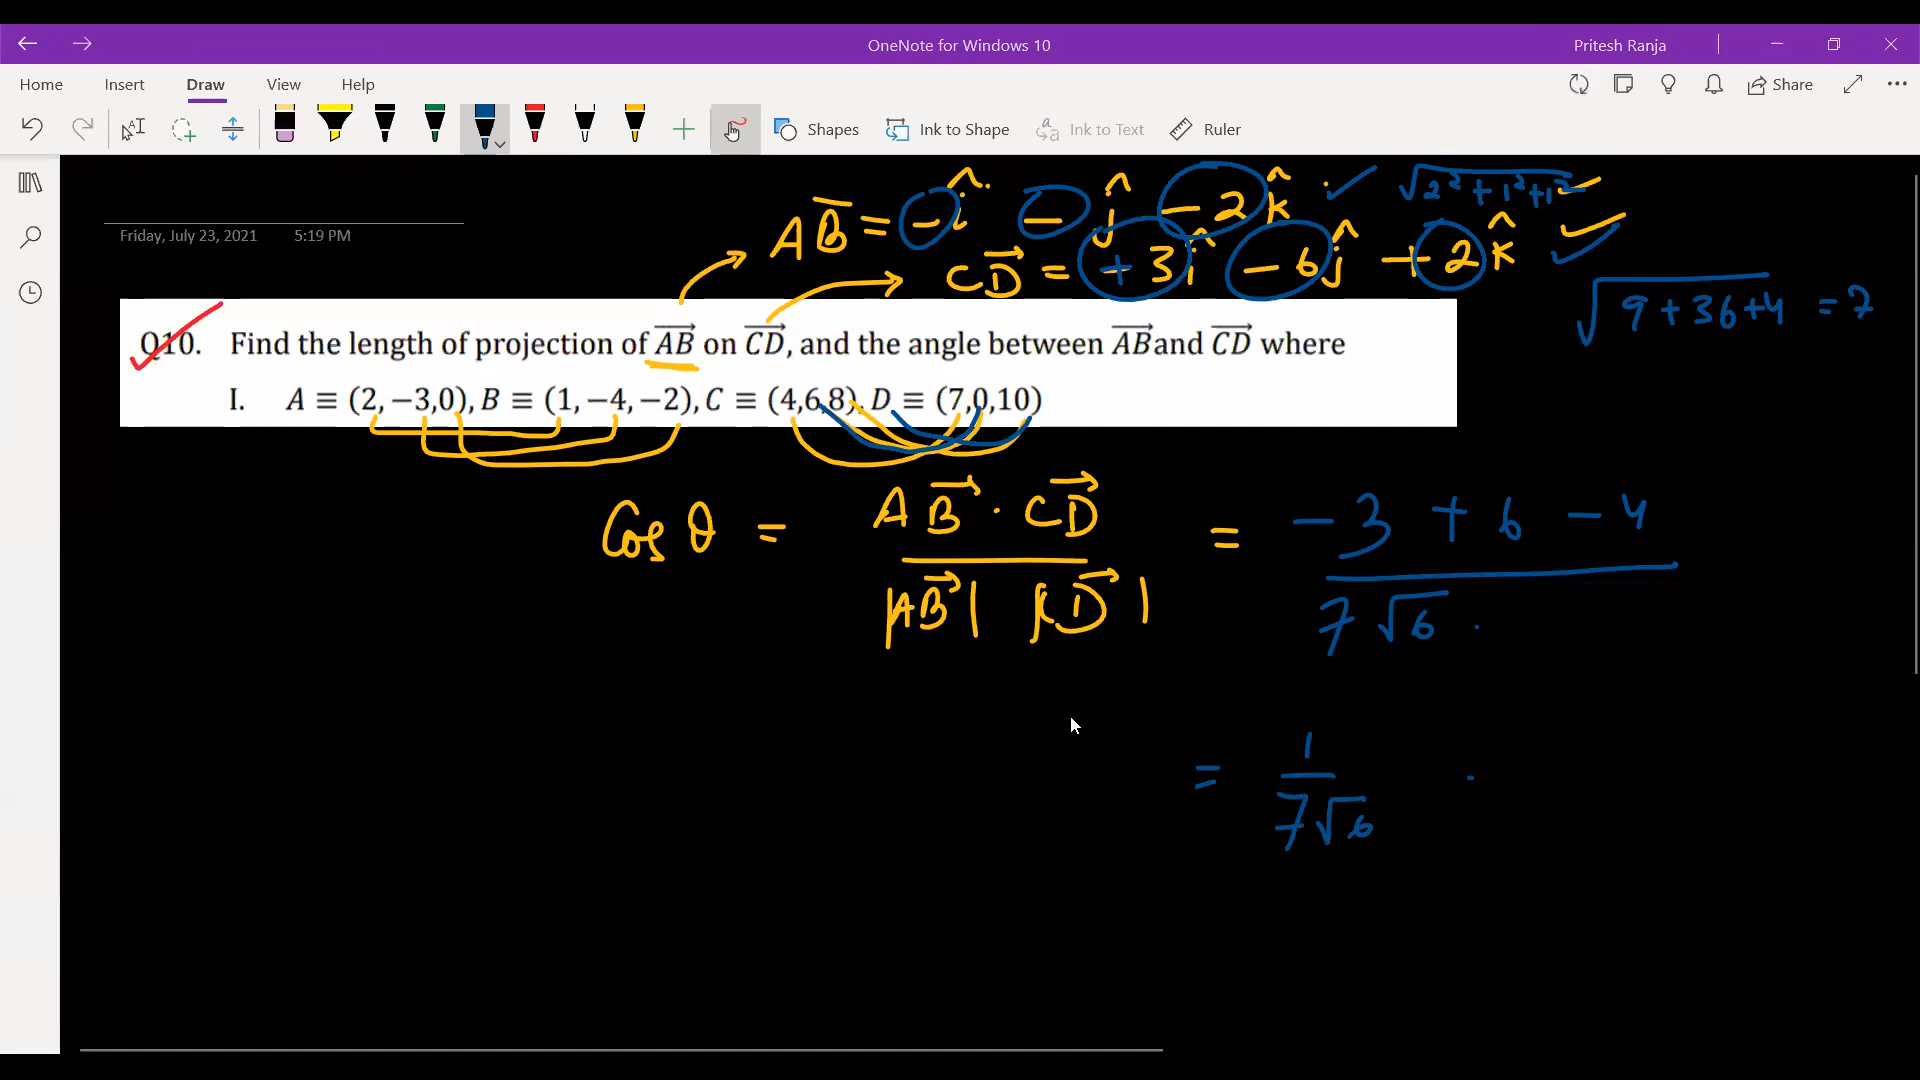 OneNote for Windows 10
Pritesh Ranja
Home Insert Draw View Help
Share
Shapes Ink to Shape Ink to Text Ruler
AB = -î - ĵ - 2k̂ √2² + 1² + 1²
Friday, July 23, 2021 5:19 PM
CD = + 3î - 6ĵ + 2k̂
√9 + 36 + 4 = 7
Q10. Find the length of projection of AB on CD, and the angle between AB and CD where
I. A ≡ (2, −3,0), B ≡ (1, −4, −2), C ≡ (4,6,8), D ≡ (7,0,10)
Cos θ = AB · CD / |AB| |CD| = - 3 + 6 - 4 / 7 √6
= 1 / 7√6